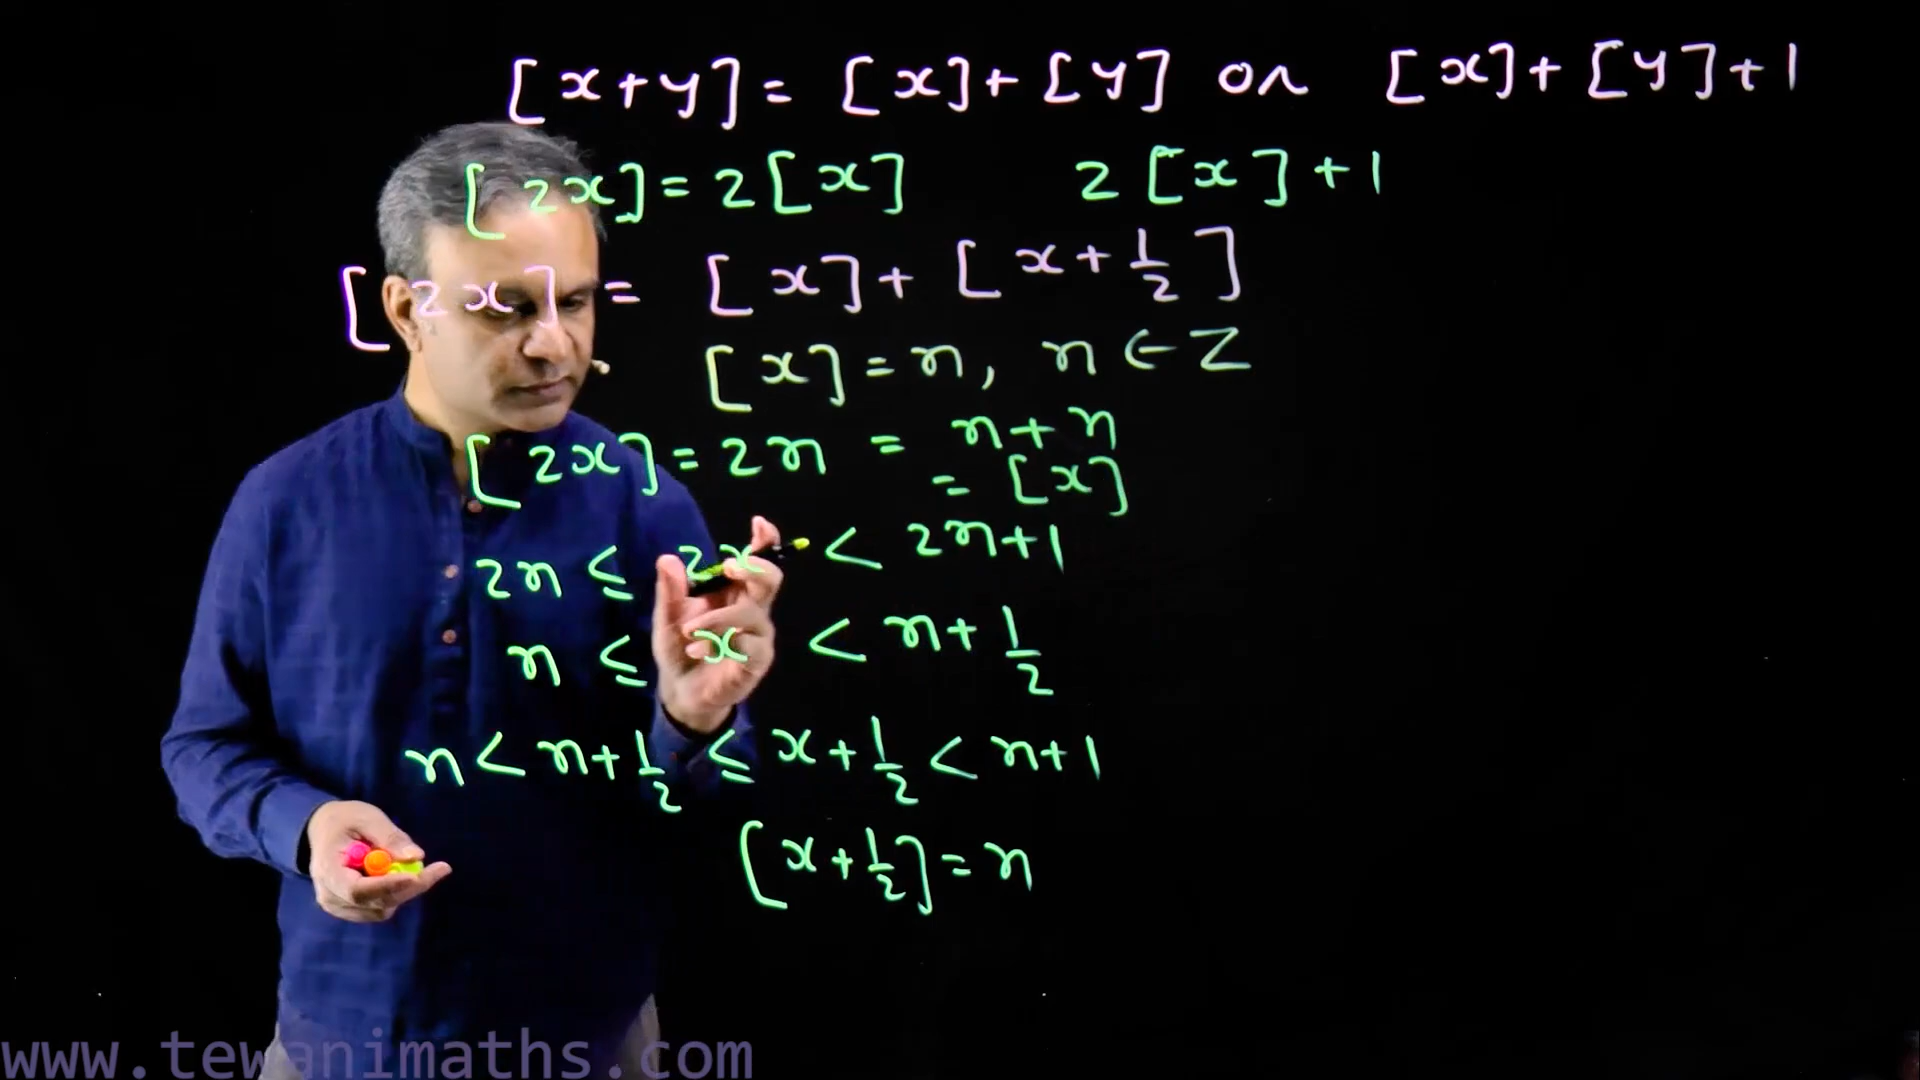 [x+y] = [x]+[y] or [x]+[y]+1
[2x] = 2[x] 2[x]+1
[2x] = [x]+[x+1/2]
[x] = n, n ∈ Z
[2x] = 2n = n+n
= [x]
2n ≤ 2x < 2n+1
n ≤ x < n+1/2
n < n+1/2 ≤ x+1/2 < n+1
[x+1/2] = n
www.tewanimaths.com